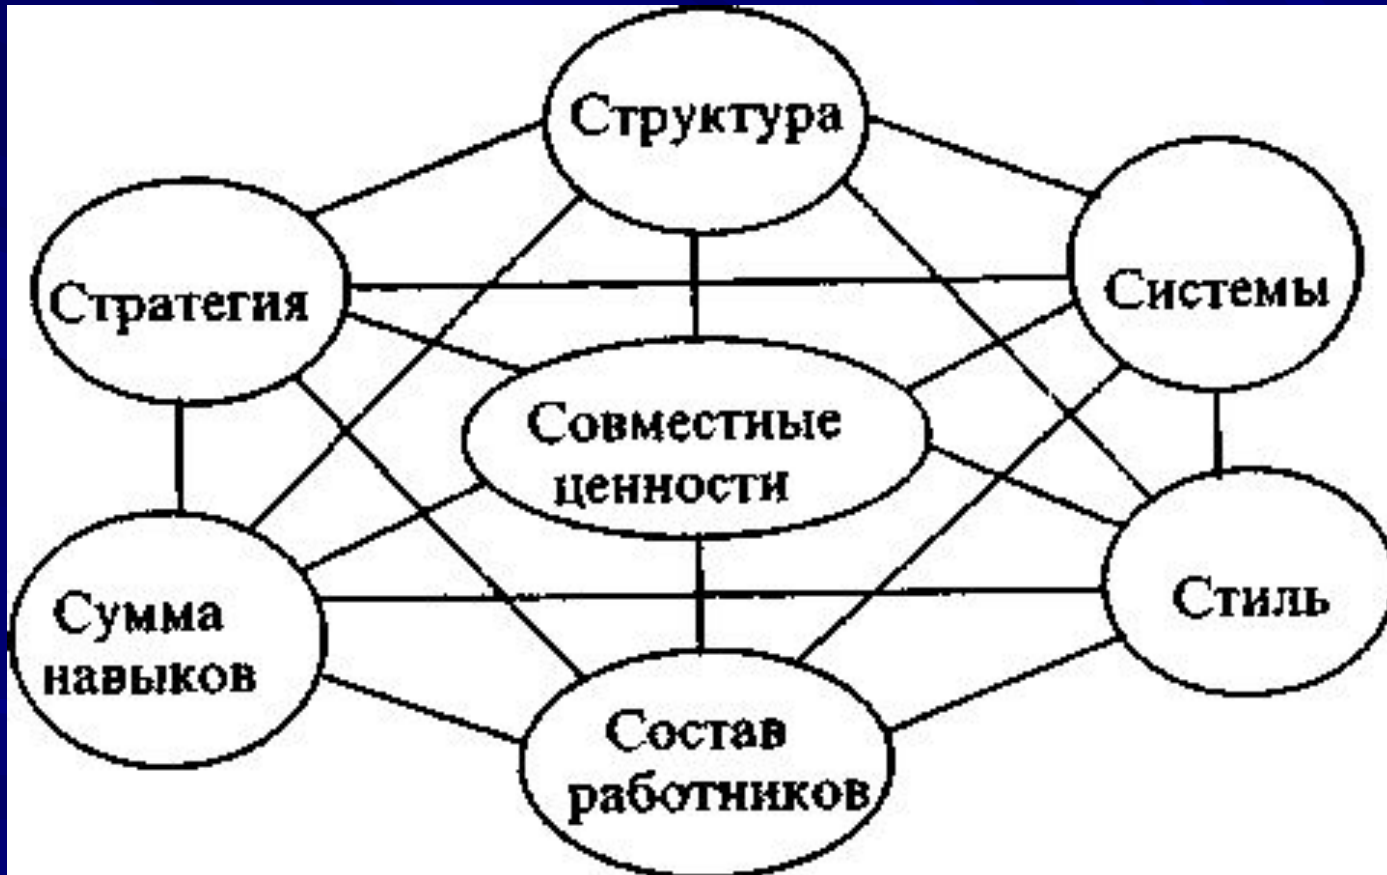 Структура
Стратегия
Системы
Совместные
ценности
Сумма
навыков
Стиль
Состав
работников